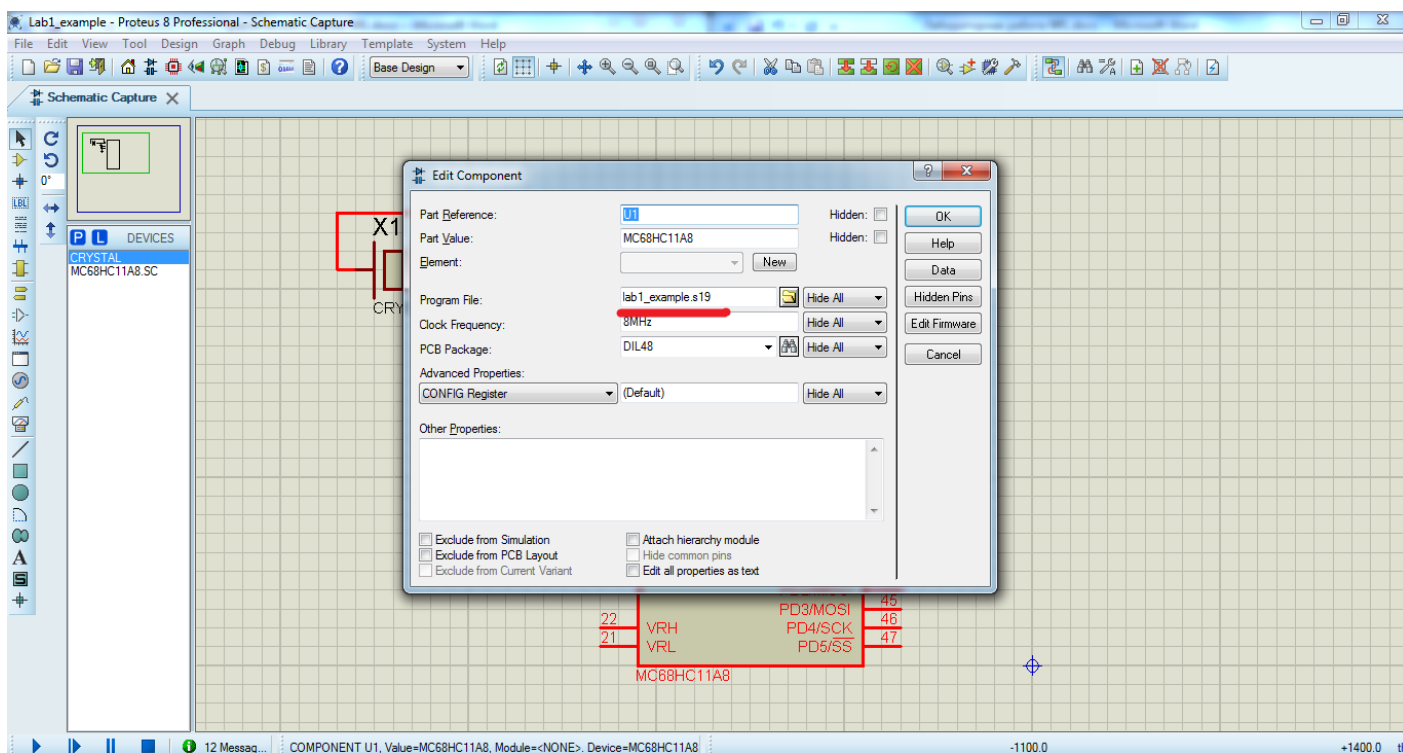 Lab1_example - Proteus 8 Professional - Schematic Capture
File Edit View Tool Design Graph Debug Library Template System Help
Base Design
Schematic Capture
0°
LBL
P L DEVICES
CRYSTAL
MC68HC11A8.SC
X1
CRY
Edit Component
Part Reference: U1 Hidden:
Part Value: MC68HC11A8 Hidden:
Element: New
Program File: lab1_example.s19 Hide All
Clock Frequency: 8MHz Hide All
PCB Package: DIL48 Hide All
Advanced Properties:
CONFIG Register (Default) Hide All
Other Properties:
Exclude from Simulation Attach hierarchy module
Exclude from PCB Layout Hide common pins
Exclude from Current Variant Edit all properties as text
OK
Help
Data
Hidden Pins
Edit Firmware
Cancel
PD3/MOSI 45
22 VRH PD4/SCK 46
21 VRL PD5/SS 47
MC68HC11A8
A
S
12 Messag... COMPONENT U1, Value=MC68HC11A8, Module=<NONE>. Device=MC68HC11A8 -1100.0 +1400.0 th